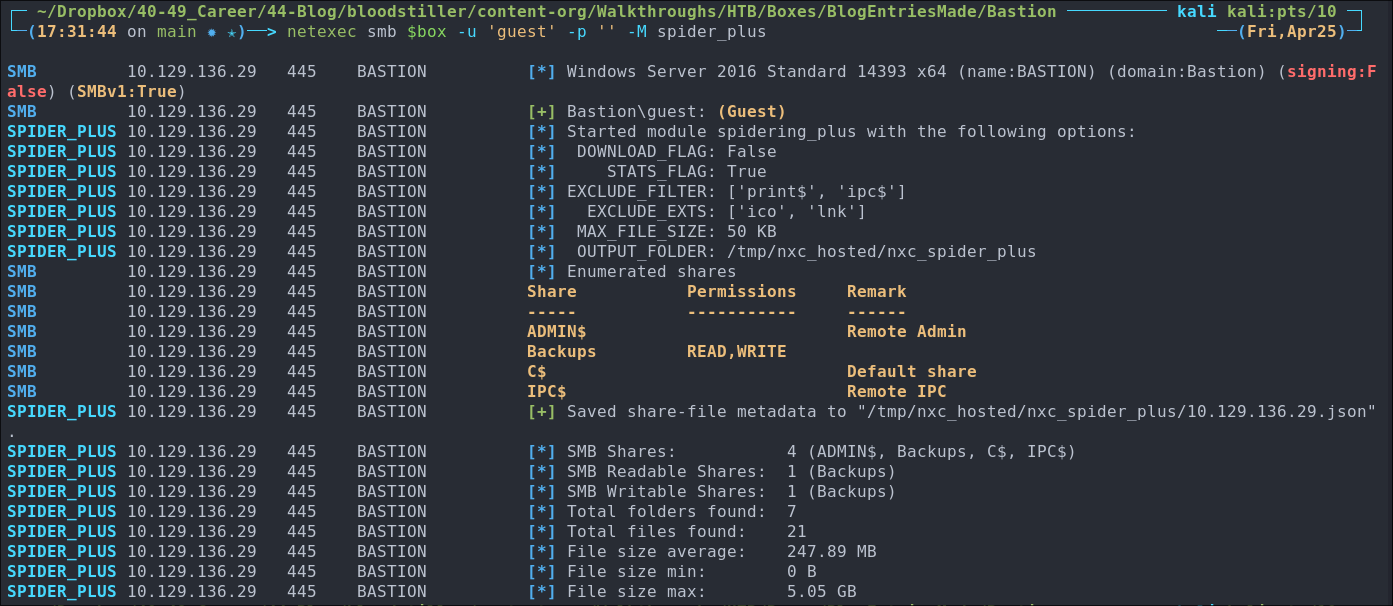 ~/Dropbox/40-49_Career/44-Blog/bloodstiller/content-org/Walkthroughs/HTB/Boxes/BlogEntriesMade/Bastion kali kali:pts/10
(17:31:44 on main ✹ ★)──> netexec smb $box -u 'guest' -p '' -M spider_plus ──(Fri,Apr25)
SMB 10.129.136.29 445 BASTION [*] Windows Server 2016 Standard 14393 x64 (name:BASTION) (domain:Bastion) (signing:F
alse) (SMBv1:True)
SMB 10.129.136.29 445 BASTION [+] Bastion\guest: (Guest)
SPIDER_PLUS 10.129.136.29 445 BASTION [*] Started module spidering_plus with the following options:
SPIDER_PLUS 10.129.136.29 445 BASTION [*] DOWNLOAD_FLAG: False
SPIDER_PLUS 10.129.136.29 445 BASTION [*] STATS_FLAG: True
SPIDER_PLUS 10.129.136.29 445 BASTION [*] EXCLUDE_FILTER: ['print$', 'ipc$']
SPIDER_PLUS 10.129.136.29 445 BASTION [*] EXCLUDE_EXTS: ['ico', 'lnk']
SPIDER_PLUS 10.129.136.29 445 BASTION [*] MAX_FILE_SIZE: 50 KB
SPIDER_PLUS 10.129.136.29 445 BASTION [*] OUTPUT_FOLDER: /tmp/nxc_hosted/nxc_spider_plus
SMB 10.129.136.29 445 BASTION [*] Enumerated shares
SMB 10.129.136.29 445 BASTION Share Permissions Remark
SMB 10.129.136.29 445 BASTION ----- ----------- ------
SMB 10.129.136.29 445 BASTION ADMIN$ Remote Admin
SMB 10.129.136.29 445 BASTION Backups READ,WRITE
SMB 10.129.136.29 445 BASTION C$ Default share
SMB 10.129.136.29 445 BASTION IPC$ Remote IPC
SPIDER_PLUS 10.129.136.29 445 BASTION [+] Saved share-file metadata to "/tmp/nxc_hosted/nxc_spider_plus/10.129.136.29.json"
.
SPIDER_PLUS 10.129.136.29 445 BASTION [*] SMB Shares: 4 (ADMIN$, Backups, C$, IPC$)
SPIDER_PLUS 10.129.136.29 445 BASTION [*] SMB Readable Shares: 1 (Backups)
SPIDER_PLUS 10.129.136.29 445 BASTION [*] SMB Writable Shares: 1 (Backups)
SPIDER_PLUS 10.129.136.29 445 BASTION [*] Total folders found: 7
SPIDER_PLUS 10.129.136.29 445 BASTION [*] Total files found: 21
SPIDER_PLUS 10.129.136.29 445 BASTION [*] File size average: 247.89 MB
SPIDER_PLUS 10.129.136.29 445 BASTION [*] File size min: 0 B
SPIDER_PLUS 10.129.136.29 445 BASTION [*] File size max: 5.05 GB